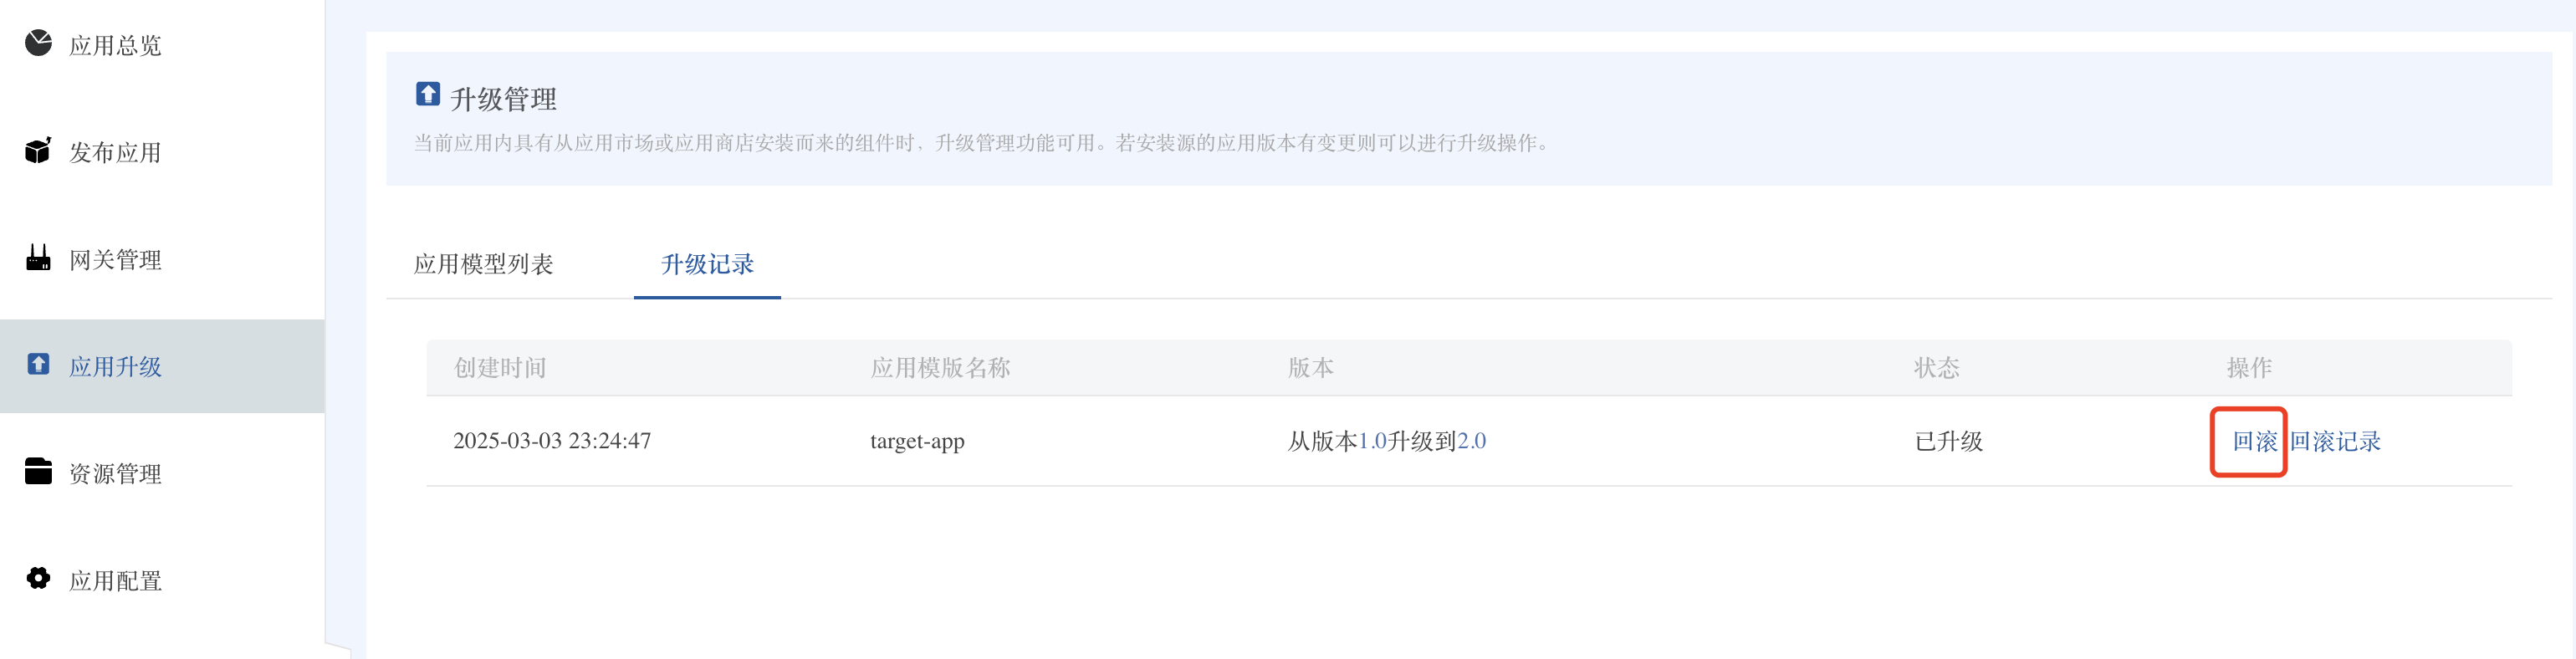 应用总览
发布应用
网关管理
应用升级
资源管理
应用配置
升级管理
当前应用内具有从应用市场或应用商店安装而来的组件时，升级管理功能可用。若安装源的应用版本有变更则可以进行升级操作。
应用模型列表 升级记录
创建时间 应用模版名称 版本 状态 操作
2025-03-03 23:24:47 target-app 从版本1.0升级到2.0 已升级 回滚 回滚记录